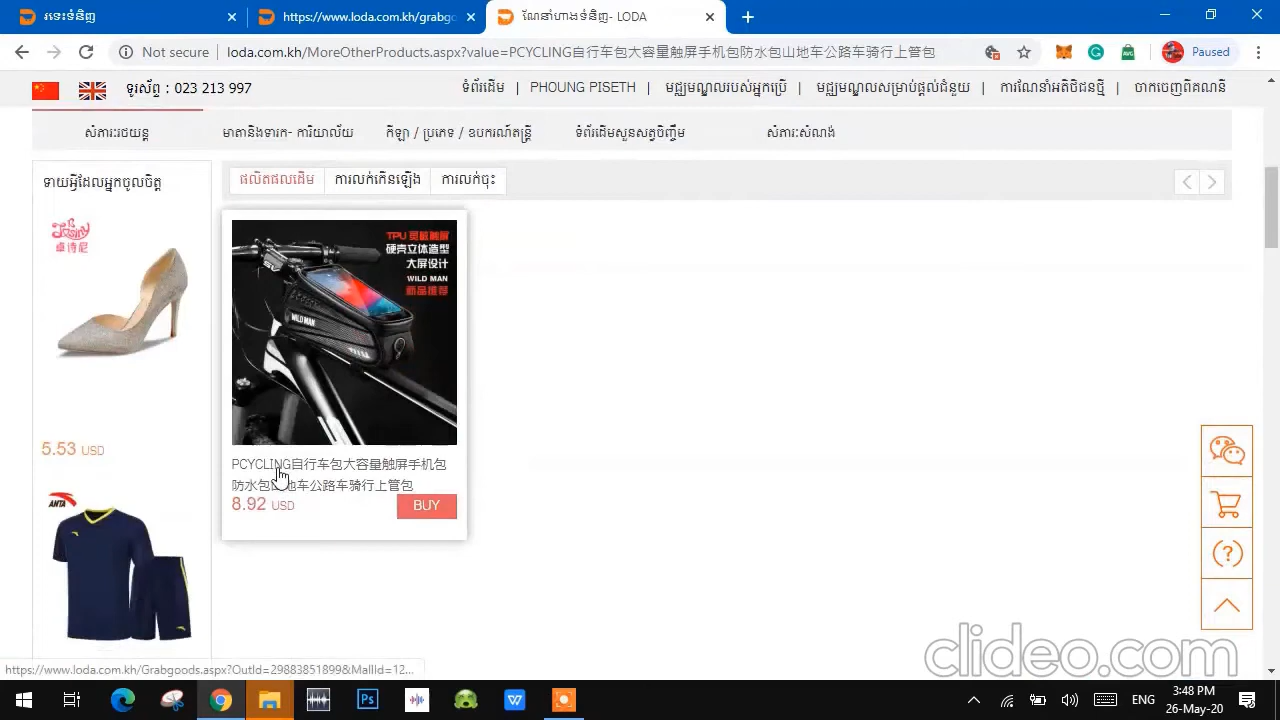 រទេះទំនិញ
https://www.loda.com.kh/grabgo
ណែនាំហាងទំនិញ- LODA
Not secure
loda.com.kh/MoreOtherProducts.aspx?value=PCYCLING自行车包大容量触屏手机包防水包山地车公路车骑行上管包
Paused
ទូរស័ព្ទ : 023 213 997
ទំព័រដើម | PHOUNG PISETH | មជ្ឈមណ្ឌលរបស់អ្នកប្រើ | មជ្ឈមណ្ឌលសម្រាប់ផ្តល់ជំនួយ | ការណែនាំអតិថិជនថ្មី | ចាកចេញពីគណនី
សំភារៈរថយន្ត
មាតានិងទារក- ការិយាល័យ
កីឡា / ប្រភេទ / ឧបករណ៍តន្ត្រី
ទំព័រដើមសួនសត្វចិញ្ចឹម
សំភារៈសំណង់
ទាយអ្វីដែលអ្នកចូលចិត្ត
ផលិតផលដើម
ការលក់កើនឡើង
ការលក់ចុះ
卓诗尼
5.53 USD
ANTA
TPU 灵敏触屏
硬壳立体造型
大屏设计
WILD MAN
新品推荐
WILD MAN
PCYCLING自行车包大容量触屏手机包
防水包山地车公路车骑行上管包
8.92 USD
BUY
clideo.com
https://www.loda.com.kh/Grabgoods.aspx?OutId=29883851899&MallId=12...
ENG
3:48 PM
26-May-20